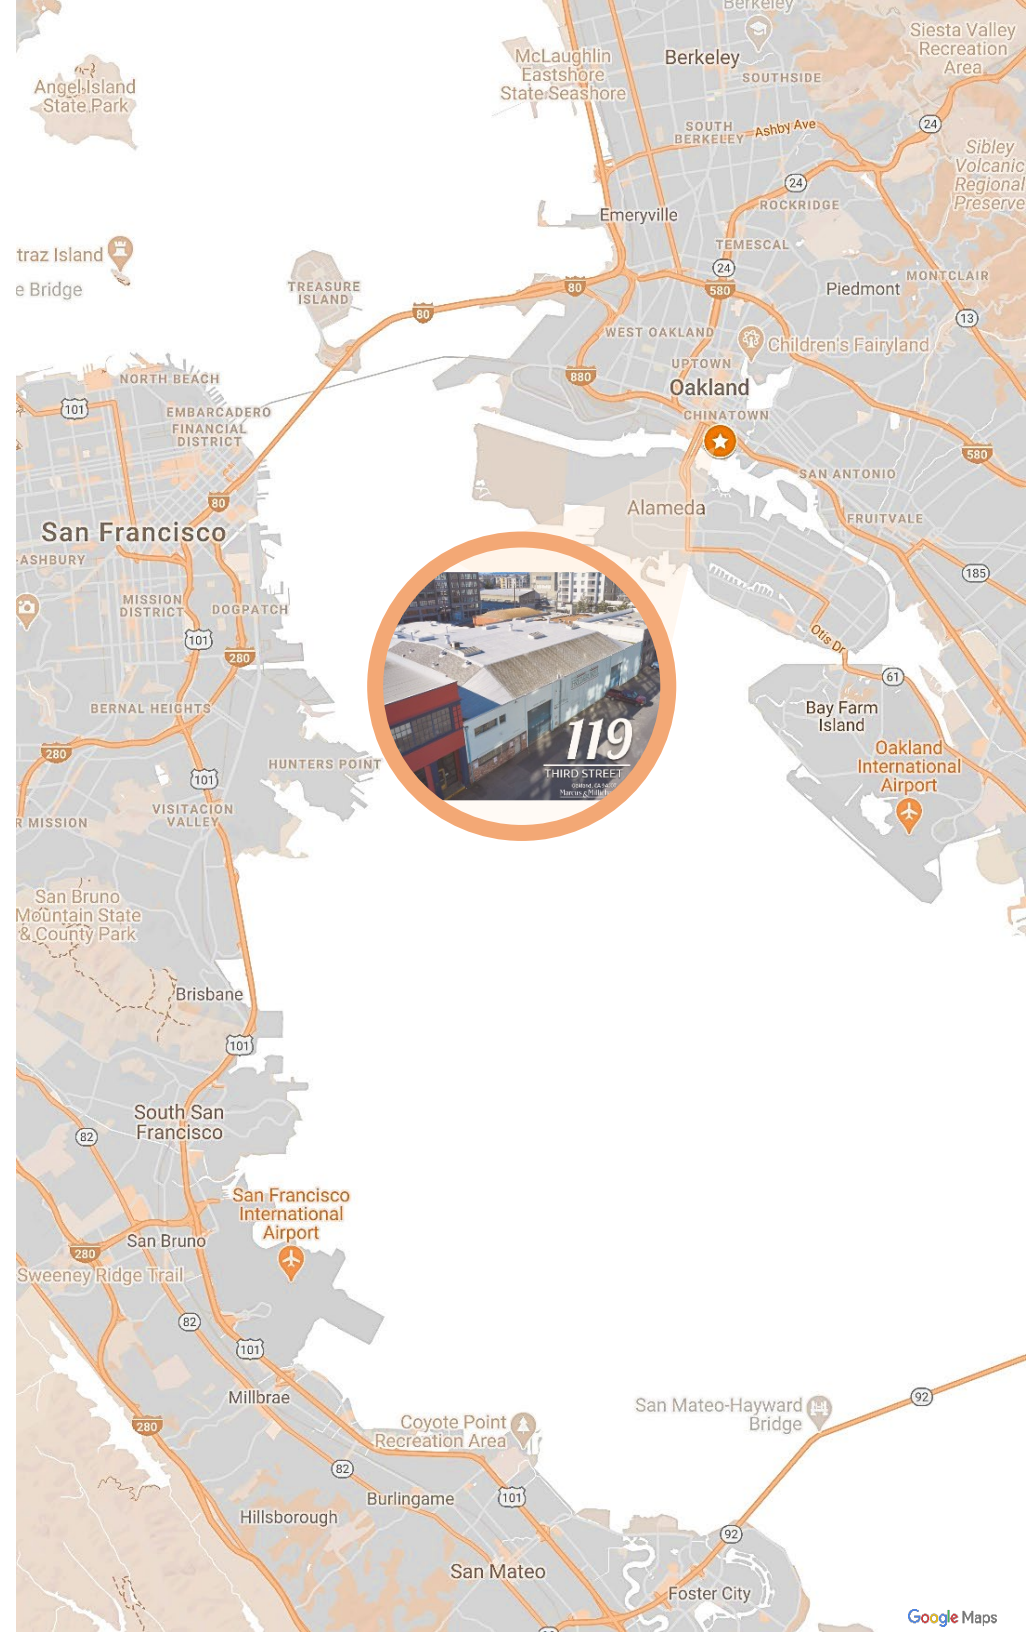 Berkeley
McLaughlin
Eastshore
State Seashore
Berkeley
SOUTHSIDE
Siesta Valley
Recreation
Area
Angel Island
State Park
SOUTH
BERKELEY
Ashby Ave
24
Sibley
Volcanic
Regional
Preserve
24
ROCKRIDGE
Emeryville
TEMESCAL
traz Island
e Bridge
TREASURE
ISLAND
80
80
24
580
Piedmont
MONTCLAIR
13
WEST OAKLAND
Children's Fairyland
UPTOWN
880
Oakland
CHINATOWN
NORTH BEACH
101
EMBARCADERO
FINANCIAL
DISTRICT
580
SAN ANTONIO
80
Alameda
FRUITVALE
San Francisco
-ASHBURY
185
MISSION
DISTRICT
DOGPATCH
101
280
Otis Dr
61
BERNAL HEIGHTS
Bay Farm
Island
119
THIRD STREET
280
HUNTERS POINT
101
Oakland
International
Airport
VISITACION
VALLEY
R MISSION
San Bruno
Mountain State
& County Park
Brisbane
101
South San
Francisco
82
San Francisco
International
Airport
San Bruno
280
Sweeney Ridge Trail
82
101
Millbrae
280
Coyote Point
Recreation Area
San Mateo-Hayward
Bridge
92
82
Burlingame
101
Hillsborough
92
San Mateo
Foster City
Google Maps